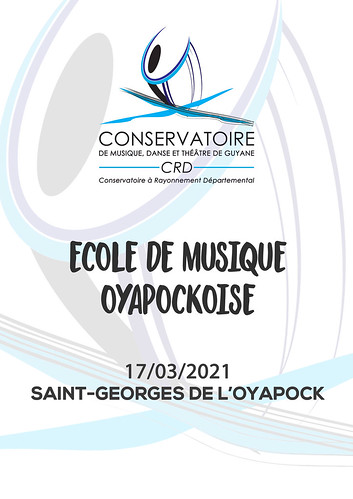 CONSERVATOIRE
DE MUSIQUE, DANSE ET THÉÂTRE DE GUYANE
CRD
Conservatoire à Rayonnement Départemental
ECOLE DE MUSIQUE
OYAPOCKOISE
17/03/2021
SAINT-GEORGES DE L'OYAPOCK